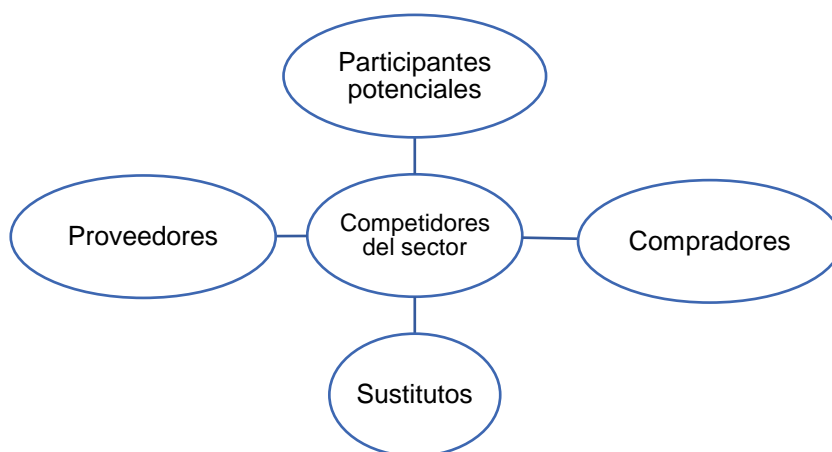 Participantes
potenciales
Proveedores
Competidores
del sector
Compradores
Sustitutos